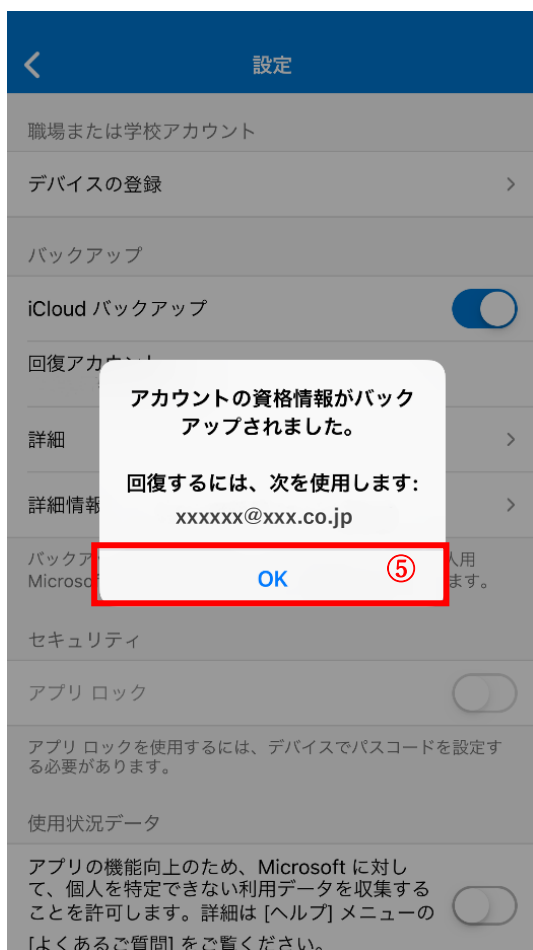 設定
職場または学校アカウント
デバイスの登録
バックアップ
iCloud バックアップ
回復アカ
アカウントの資格情報がバック
アップされました。
回復するには、次を使用します:
xxxxxx@xxx.co.jp
OK
⑤
詳細
詳細情報
バックア
人用
Microso
ます。
セキュリティ
アプリ ロック
アプリ ロックを使用するには、デバイスでパスコードを設定す
る必要があります。
使用状況データ
アプリの機能向上のため、Microsoft に対し
て、個人を特定できない利用データを収集する
ことを許可します。詳細は [ヘルプ] メニューの
[よくあるご質問] をご覧ください。